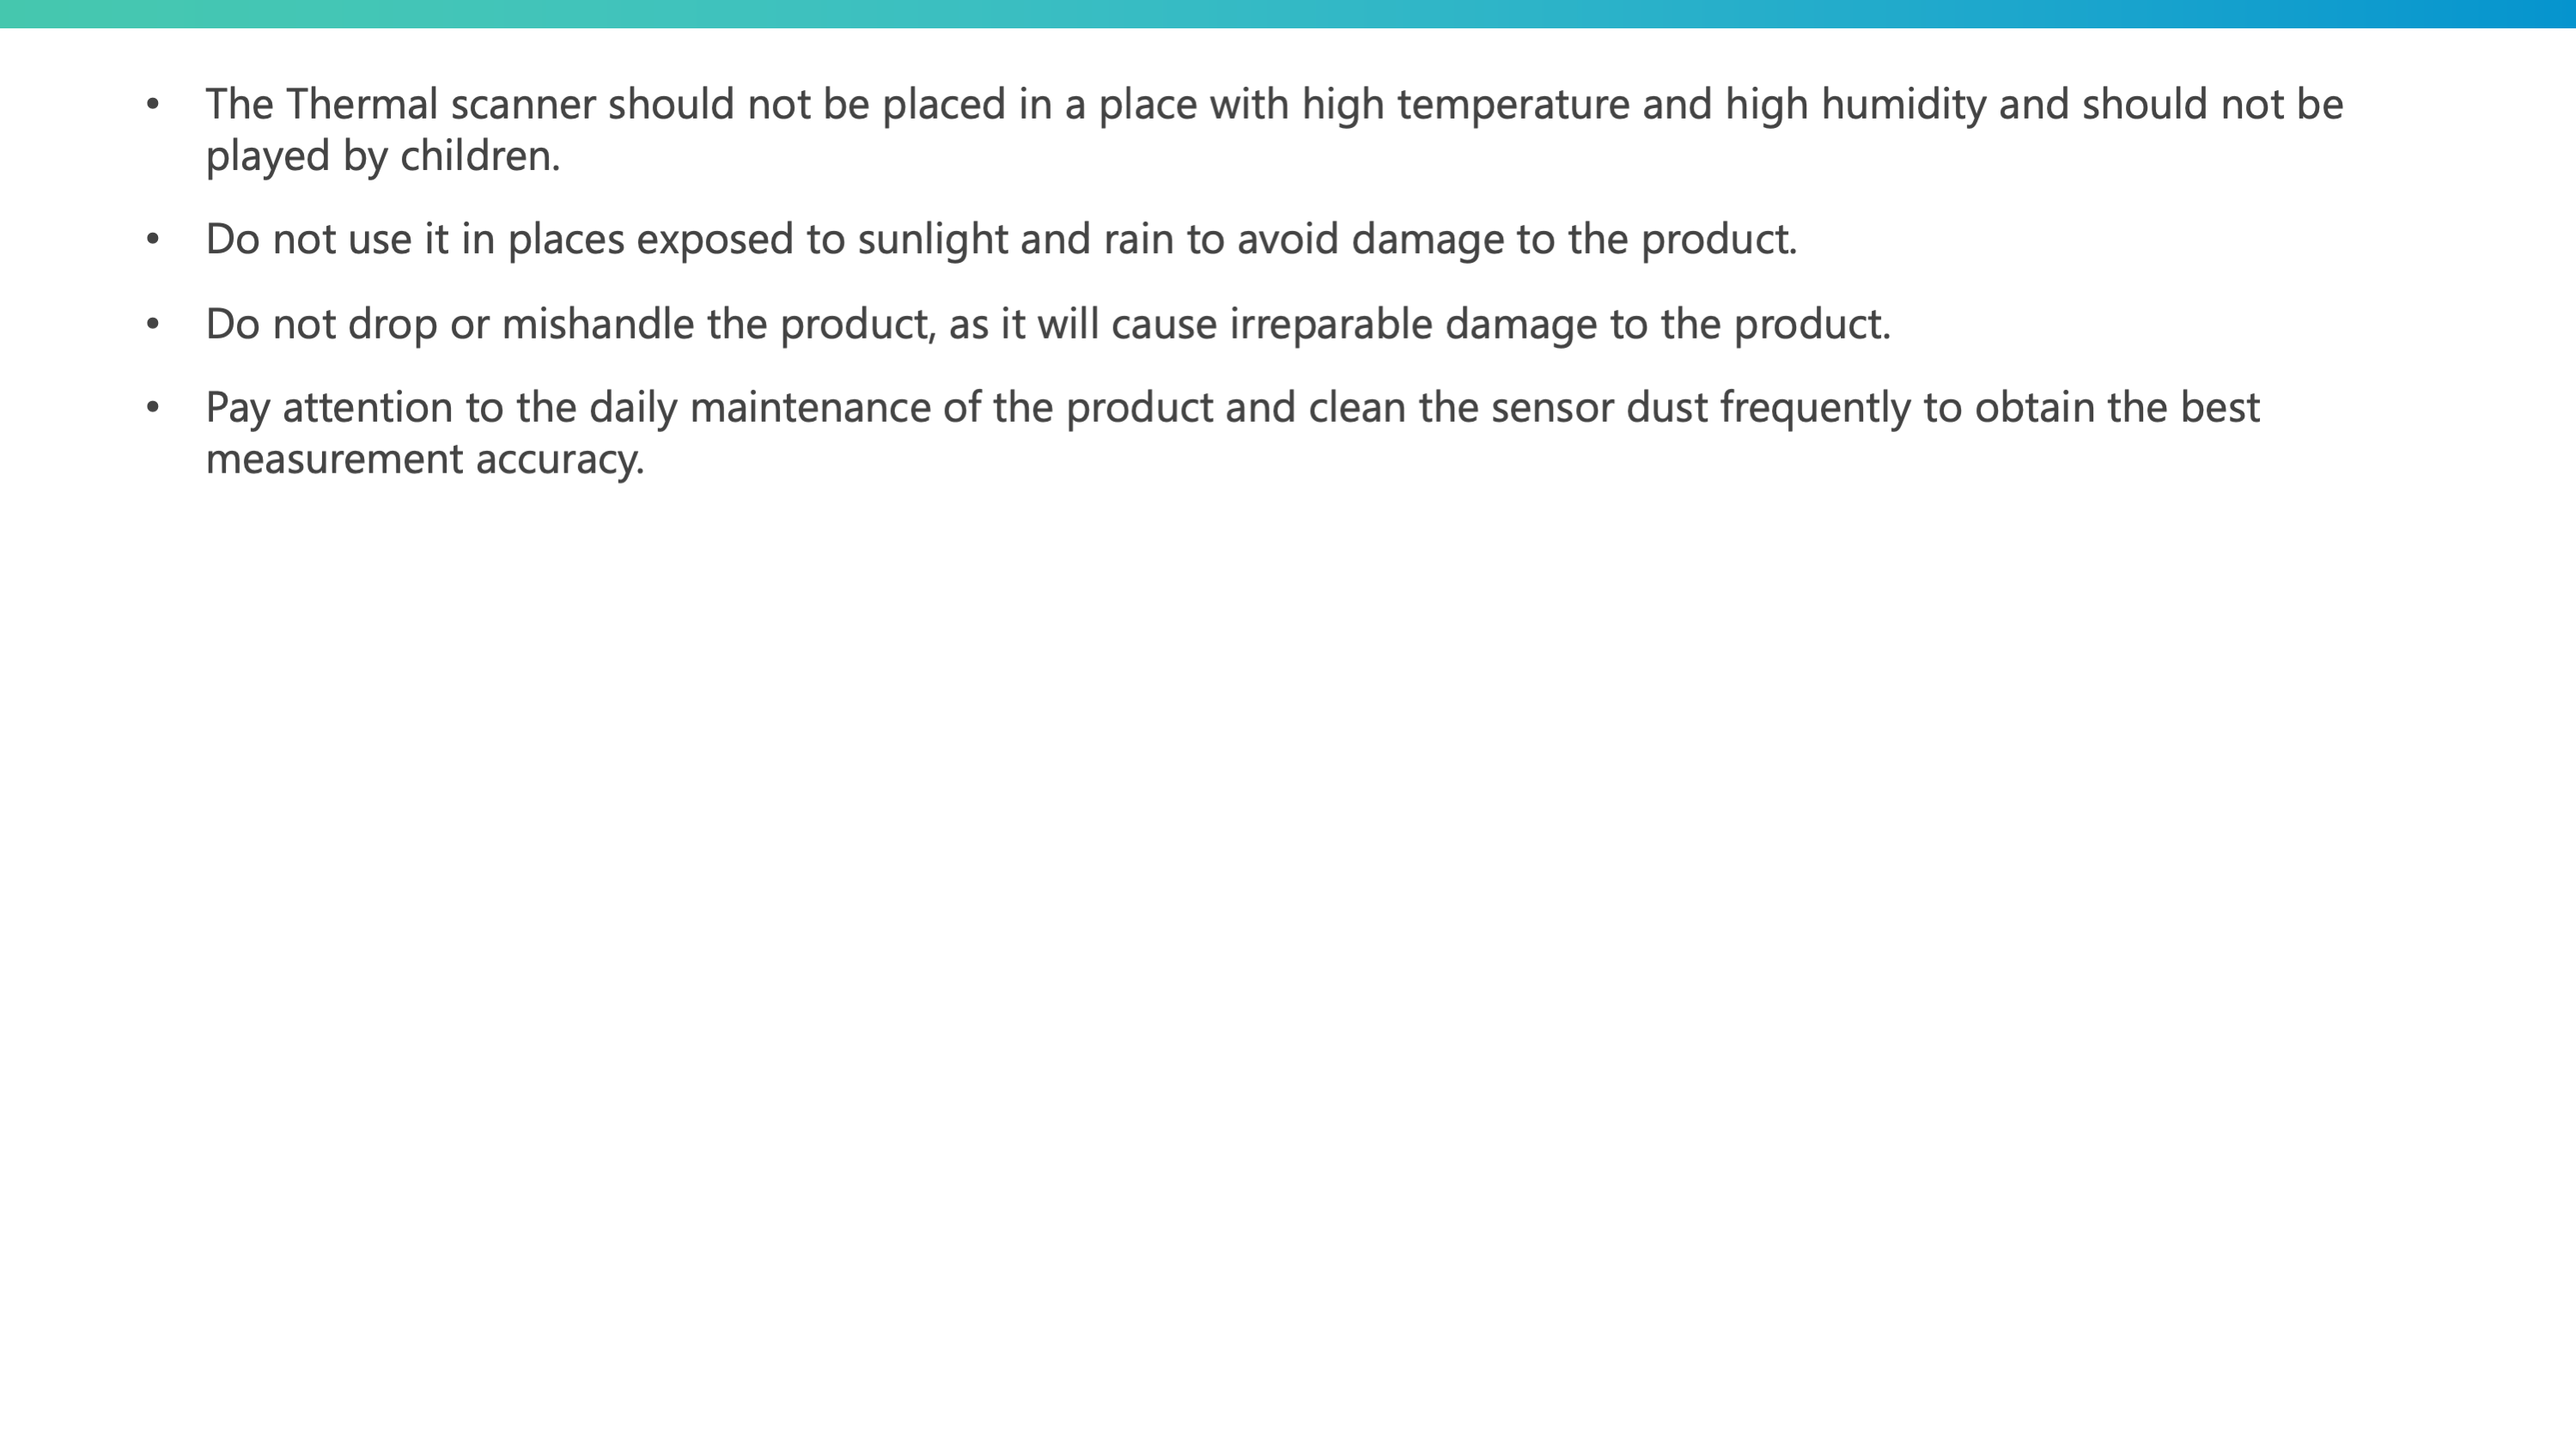 • The Thermal scanner should not be placed in a place with high temperature and high humidity and should not be
played by children.
• Do not use it in places exposed to sunlight and rain to avoid damage to the product.
• Do not drop or mishandle the product, as it will cause irreparable damage to the product.
• Pay attention to the daily maintenance of the product and clean the sensor dust frequently to obtain the best
measurement accuracy.